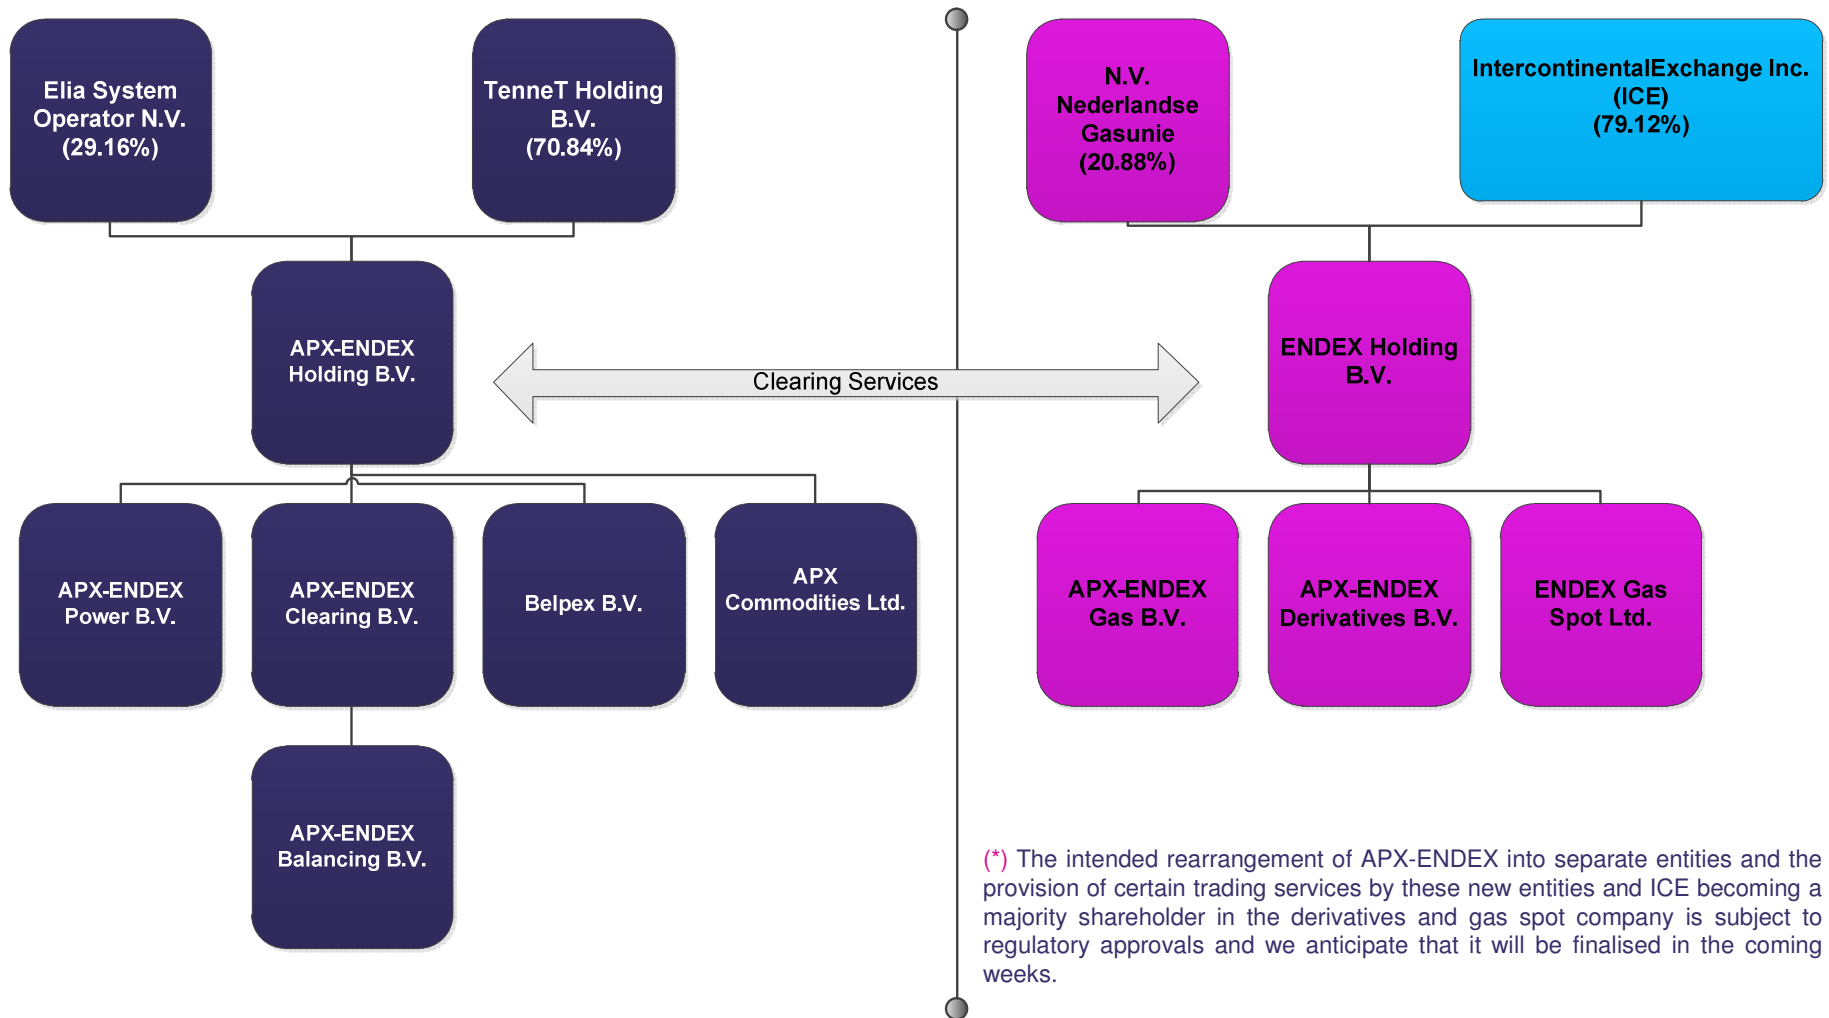 Elia System
Operator N.V.
(29.16%)
TenneT Holding
B.V.
(70.84%)
N.V.
Nederlandse
Gasunie
(20.88%)
IntercontinentalExchange Inc.
(ICE)
(79.12%)
APX-ENDEX
Holding B.V.
Clearing Services
ENDEX Holding
B.V.
APX-ENDEX
Power B.V.
APX-ENDEX
Clearing B.V.
Belpex B.V.
APX
Commodities Ltd.
APX-ENDEX
Gas B.V.
APX-ENDEX
Derivatives B.V.
ENDEX Gas
Spot Ltd.
APX-ENDEX
Balancing B.V.
(*) The intended rearrangement of APX-ENDEX into separate entities and the
provision of certain trading services by these new entities and ICE becoming a
majority shareholder in the derivatives and gas spot company is subject to
regulatory approvals and we anticipate that it will be finalised in the coming
weeks.